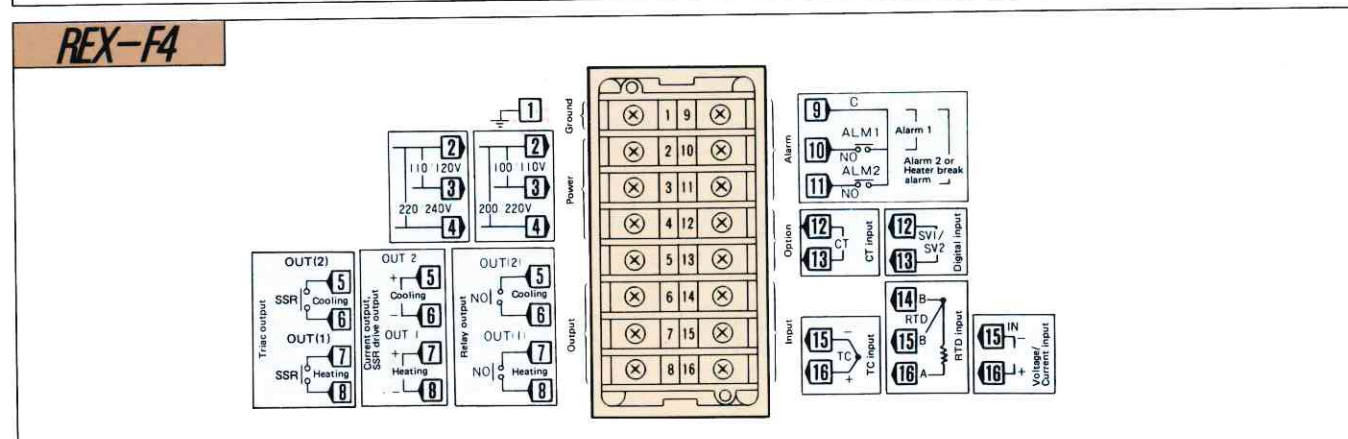 REX-F4
1
Ground
2
110 120V
3
220 240V
4
2
100 110V
3
200 220V
4
Power
Triac output
OUT(2)
SSR
5
Cooling
6
OUT(1)
SSR
7
Heating
8
Current output,
SSR drive output
OUT 2
+
5
Cooling
-
6
OUT 1
+
7
Heating
-
8
Relay output
OUT(2)
NO
5
Cooling
6
OUT(1)
NO
7
Heating
8
Output
1 9
2 10
3 11
4 12
5 13
6 14
7 15
8 16
Alarm
9
C
ALM1
10
NO
ALM2
11
NO
Alarm 1
Alarm 2 or
Heater break
alarm
Option
12
CT
13
CT input
12
SV1/
SV2
13
Digital input
Input
15
-
TC
16
+
TC input
14
B
RTD
15
B
16
A
RTD input
15
IN
-
16
+
Voltage/
Current input